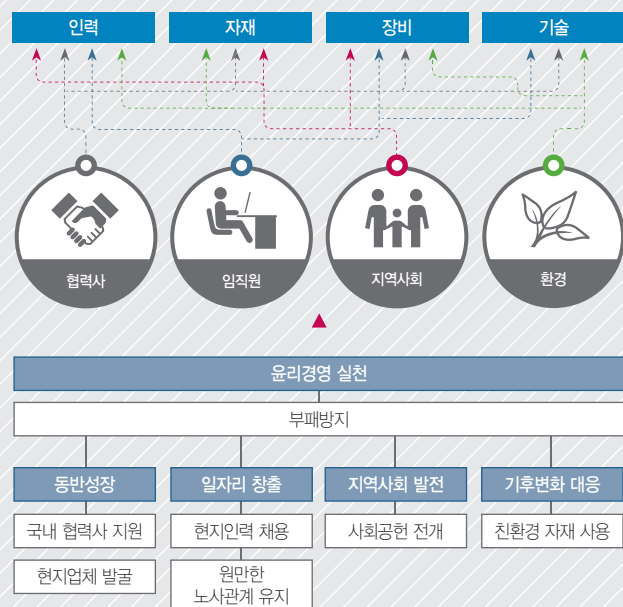 인력
자재
장비
기술
협력사
임직원
지역사회
환경
윤리경영 실천
부패방지
동반성장
일자리 창출
지역사회 발전
기후변화 대응
국내 협력사 지원
현지인력 채용
사회공헌 전개
친환경 자재 사용
현지업체 발굴
원만한
노사관계 유지